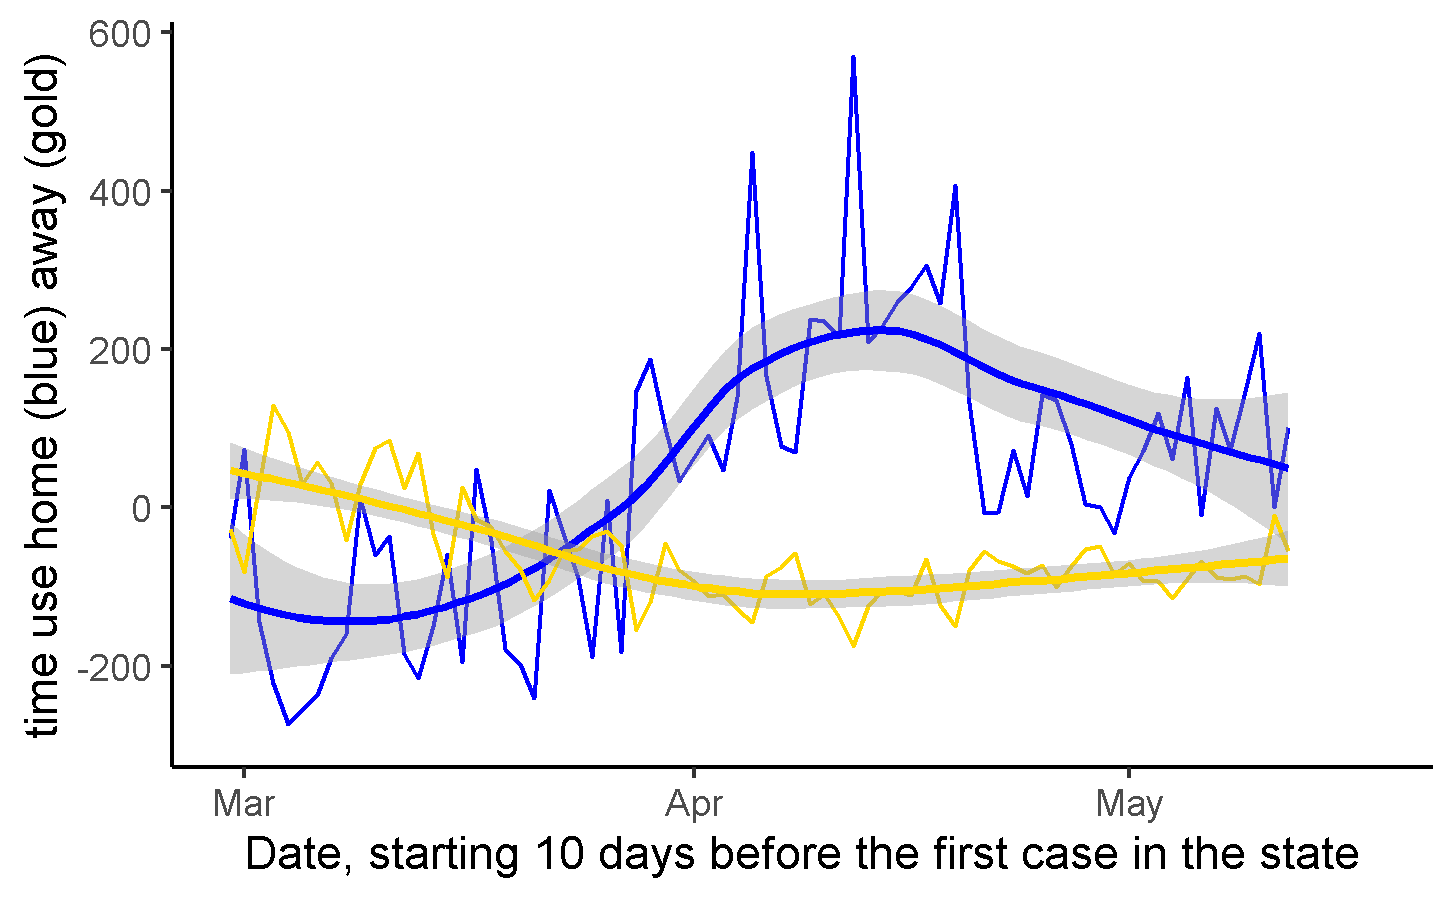 time use home (blue) away (gold)
600
400
200
0
-200
Mar Apr May
Date, starting 10 days before the first case in the state